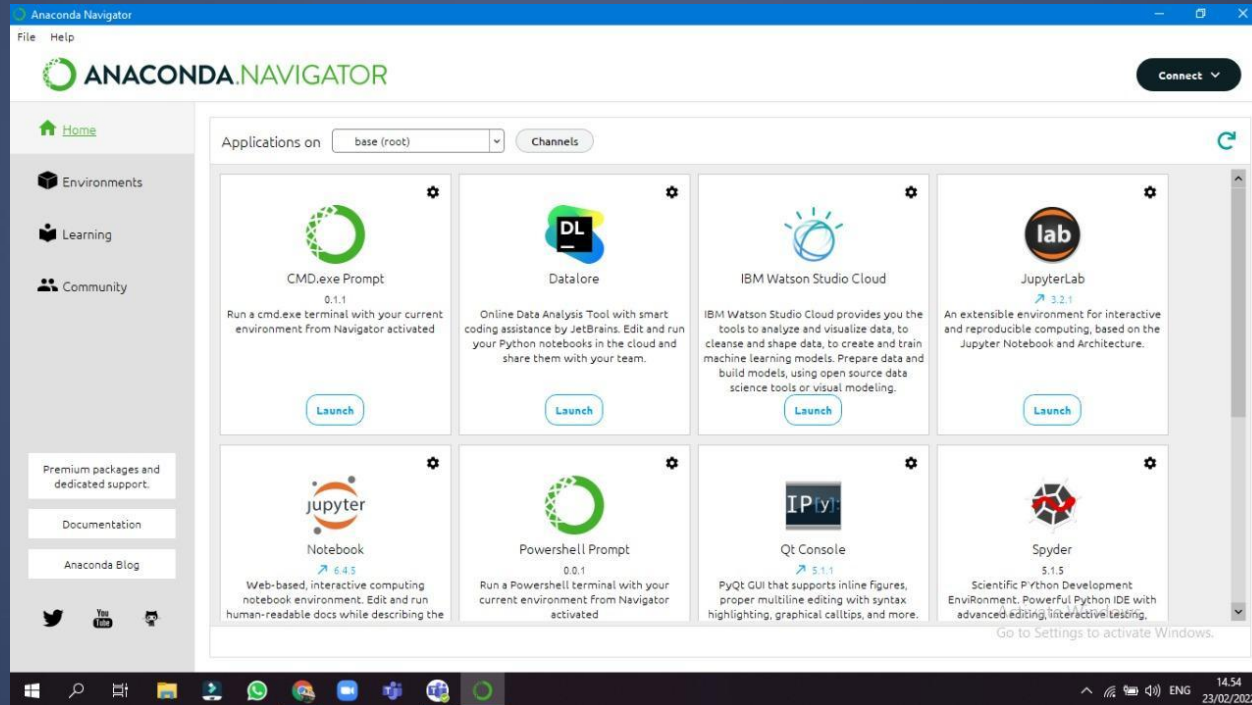 Anaconda Navigator
File Help
ANACONDA.NAVIGATOR
Connect
Home
Environments
Learning
Community
Premium packages and
dedicated support.
Documentation
Anaconda Blog
You
Tube
Applications on base (root) Channels
DL
CMD.exe Prompt
0.1.1
Run a cmd.exe terminal with your current
environment from Navigator activated
Launch
Datalore
Online Data Analysis Tool with smart
coding assistance by JetBrains. Edit and run
your Python notebooks in the cloud and
share them with your team.
Launch
IBM Watson Studio Cloud
IBM Watson Studio Cloud provides you the
tools to analyze and visualize data, to
cleanse and shape data, to create and train
machine learning models. Prepare data and
build models, using open source data
science tools or visual modeling.
Launch
lab
JupyterLab
3.2.1
An extensible environment for interactive
and reproducible computing, based on the
Jupyter Notebook and Architecture.
Launch
jupyter
Notebook
6.4.5
Web-based, interactive computing
notebook environment. Edit and run
human-readable docs while describing the
Powershell Prompt
0.0.1
Run a Powershell terminal with your
current environment from Navigator
activated
IP[y]:
Qt Console
5.1.1
PyQt GUI that supports inline figures,
proper multiline editing with syntax
highlighting, graphical calltips, and more.
Spyder
5.1.5
Scientific PYthon Development
EnviRonment. Powerful Python IDE with
advanced editing, interactive testing,
Activate Windows
Go to Settings to activate Windows.
ENG
14.54
23/02/202